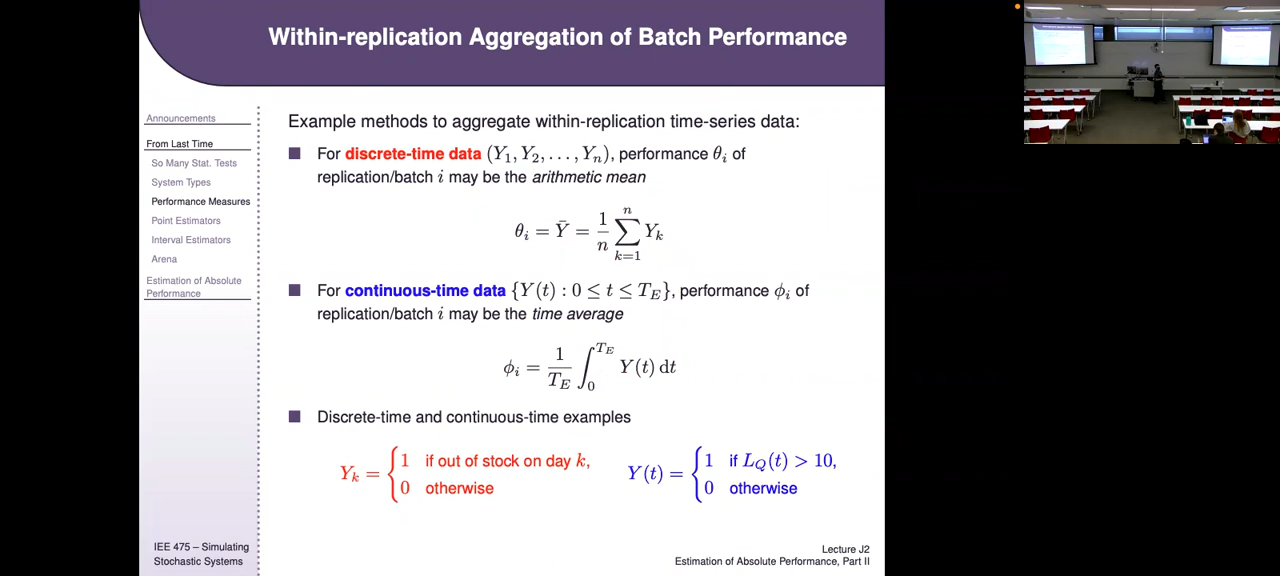 Within-replication Aggregation of Batch Performance
Announcements
From Last Time
So Many Stat. Tests
System Types
Performance Measures
Point Estimators
Interval Estimators
Arena
Estimation of Absolute
Performance
Example methods to aggregate within-replication time-series data:
For discrete-time data (Y₁, Y₂, . . . , Yₙ), performance θᵢ of
replication/batch i may be the arithmetic mean
θᵢ = Ȳ = 1/n ∑_{k=1}^{n} Yₖ
For continuous-time data {Y(t) : 0 ≤ t ≤ T_E}, performance ϕᵢ of
replication/batch i may be the time average
ϕᵢ = 1/T_E ∫_0^{T_E} Y(t) dt
Discrete-time and continuous-time examples
Yₖ = { 1 if out of stock on day k,
0 otherwise
Y(t) = { 1 if L_Q(t) > 10,
0 otherwise
IEE 475 – Simulating
Stochastic Systems
Lecture J2
Estimation of Absolute Performance, Part II